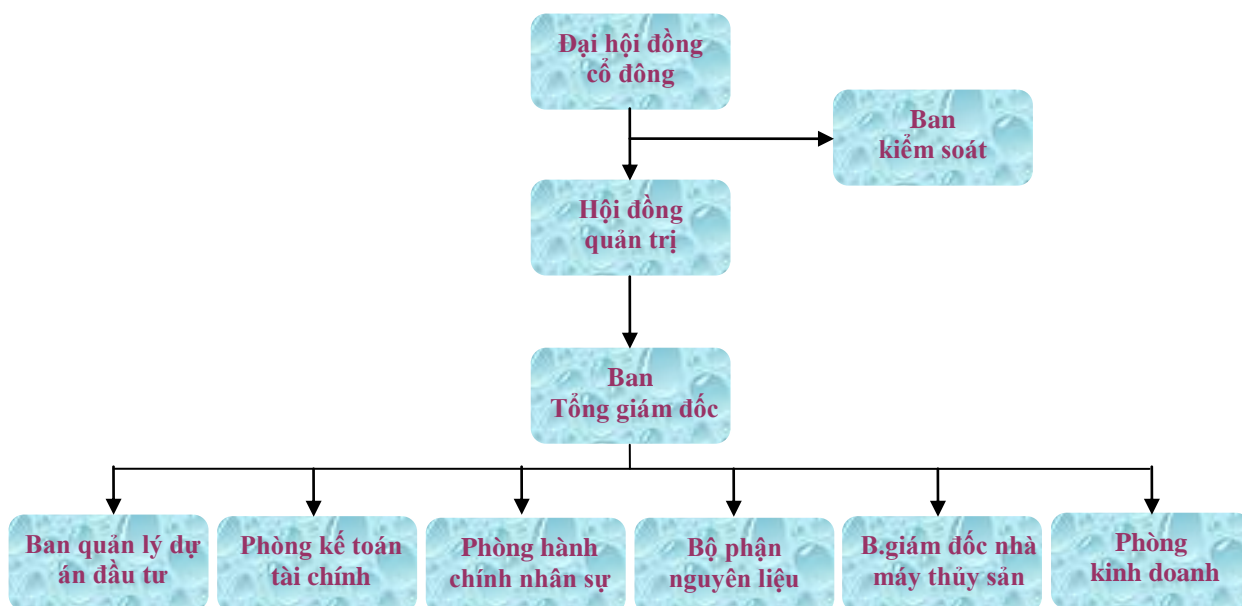 Đại hội đồng
cổ đông
Ban
kiểm soát
Hội đồng
quản trị
Ban
Tổng giám đốc
Ban quản lý dự
án đầu tư
Phòng kế toán
tài chính
Phòng hành
chính nhân sự
Bộ phận
nguyên liệu
B.giám đốc nhà
máy thủy sản
Phòng
kinh doanh